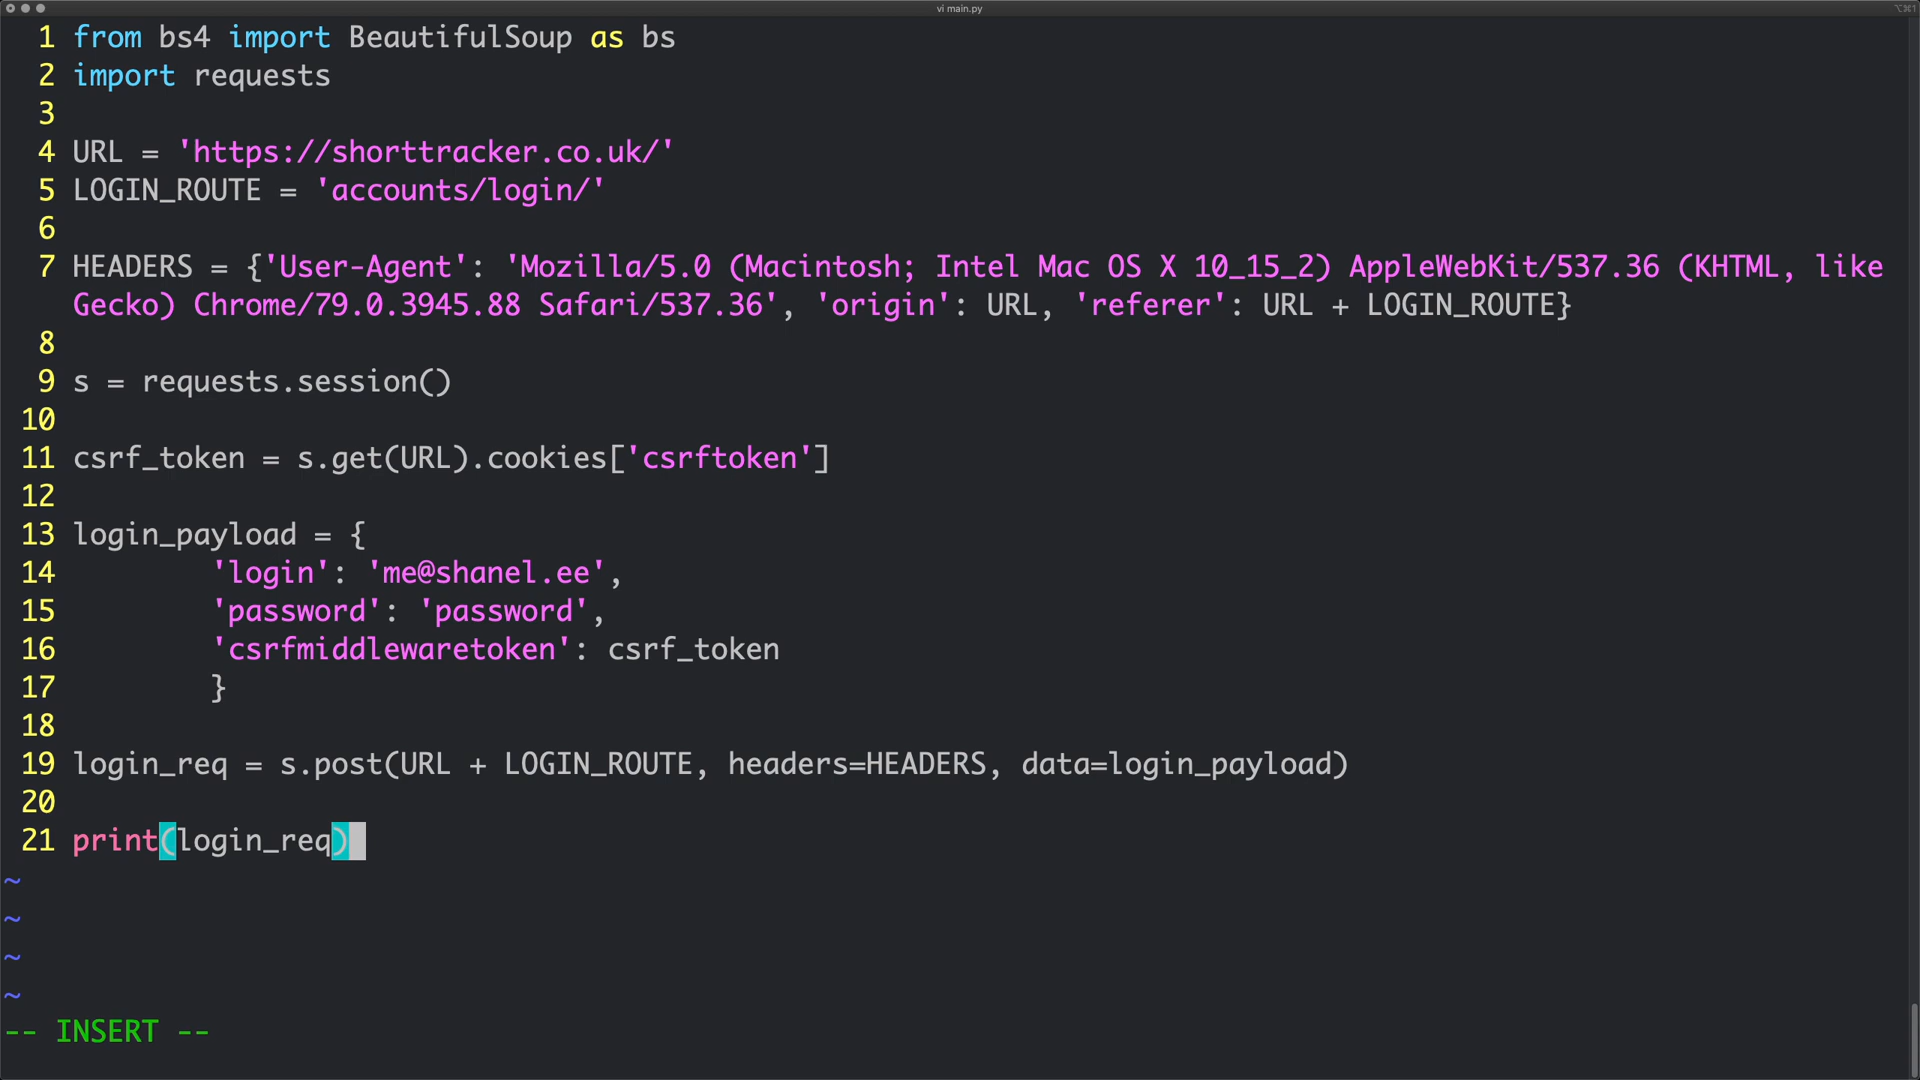 vi main.py
⌥⌘1
1 from bs4 import BeautifulSoup as bs
2 import requests
3
4 URL = 'https://shorttracker.co.uk/'
5 LOGIN_ROUTE = 'accounts/login/'
6
7 HEADERS = {'User-Agent': 'Mozilla/5.0 (Macintosh; Intel Mac OS X 10_15_2) AppleWebKit/537.36 (KHTML, like
Gecko) Chrome/79.0.3945.88 Safari/537.36', 'origin': URL, 'referer': URL + LOGIN_ROUTE}
8
9 s = requests.session()
10
11 csrf_token = s.get(URL).cookies['csrftoken']
12
13 login_payload = {
14         'login': 'me@shanel.ee',
15         'password': 'password',
16         'csrfmiddlewaretoken': csrf_token
17         }
18
19 login_req = s.post(URL + LOGIN_ROUTE, headers=HEADERS, data=login_payload)
20
21 print(login_req)
~
~
~
~
-- INSERT --